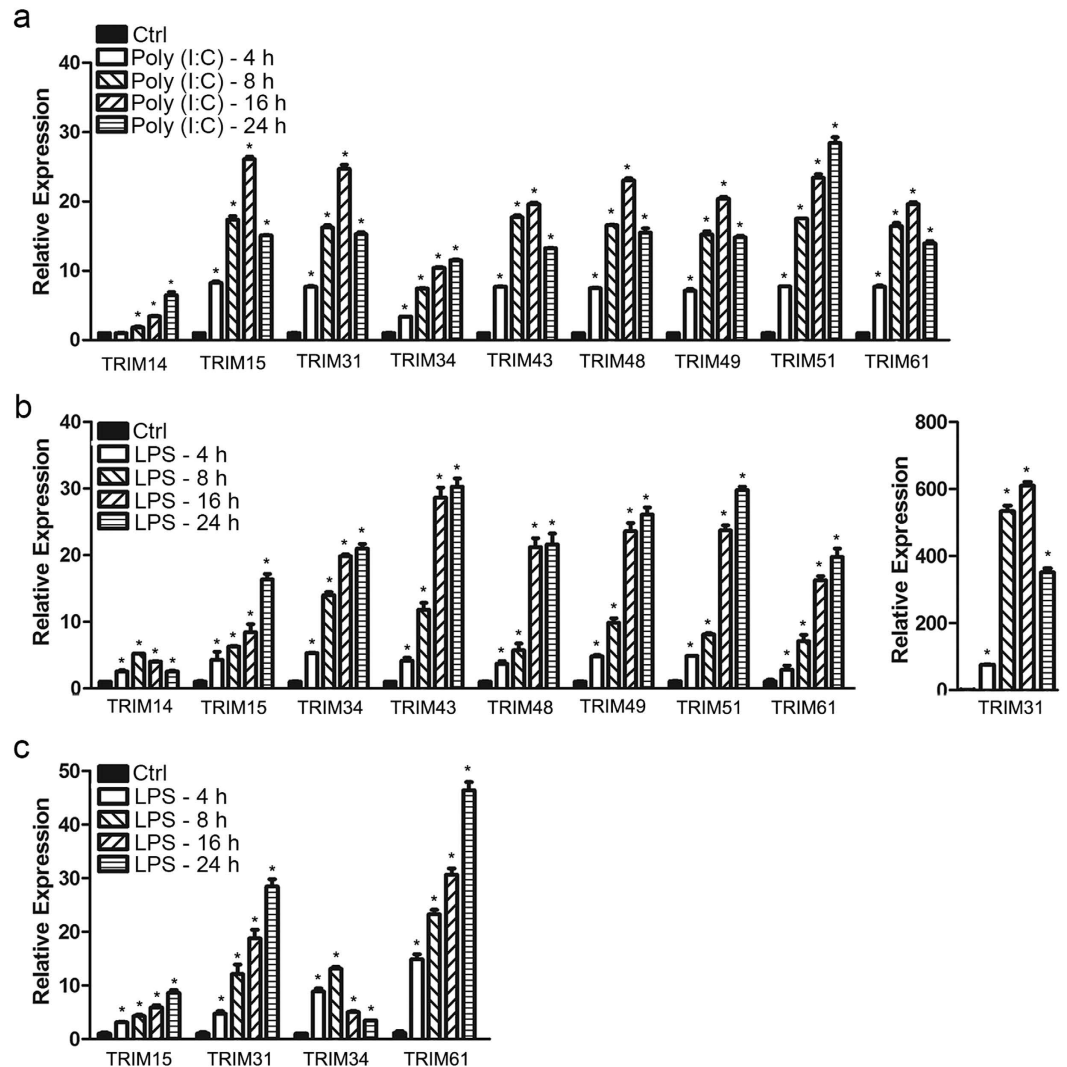 a
Ctrl
Poly (I:C) - 4 h
Poly (I:C) - 8 h
Poly (I:C) - 16 h
Poly (I:C) - 24 h
Relative Expression
40
30
20
10
0
* * * * * * * * * * * * * * * * * * * * * * * * * * * * * * * * * * *
TRIM14 TRIM15 TRIM31 TRIM34 TRIM43 TRIM48 TRIM49 TRIM51 TRIM61
b
Ctrl
LPS - 4 h
LPS - 8 h
LPS - 16 h
LPS - 24 h
Relative Expression
40
30
20
10
0
* * * * * * * * * * * * * * * * * * * * * * * * * * * * * * * *
TRIM14 TRIM15 TRIM34 TRIM43 TRIM48 TRIM49 TRIM51 TRIM61
Relative Expression
800
600
400
200
0
* * * *
TRIM31
c
Ctrl
LPS - 4 h
LPS - 8 h
LPS - 16 h
LPS - 24 h
Relative Expression
50
40
30
20
10
0
* * * * * * * * * * * * * * * *
TRIM15 TRIM31 TRIM34 TRIM61